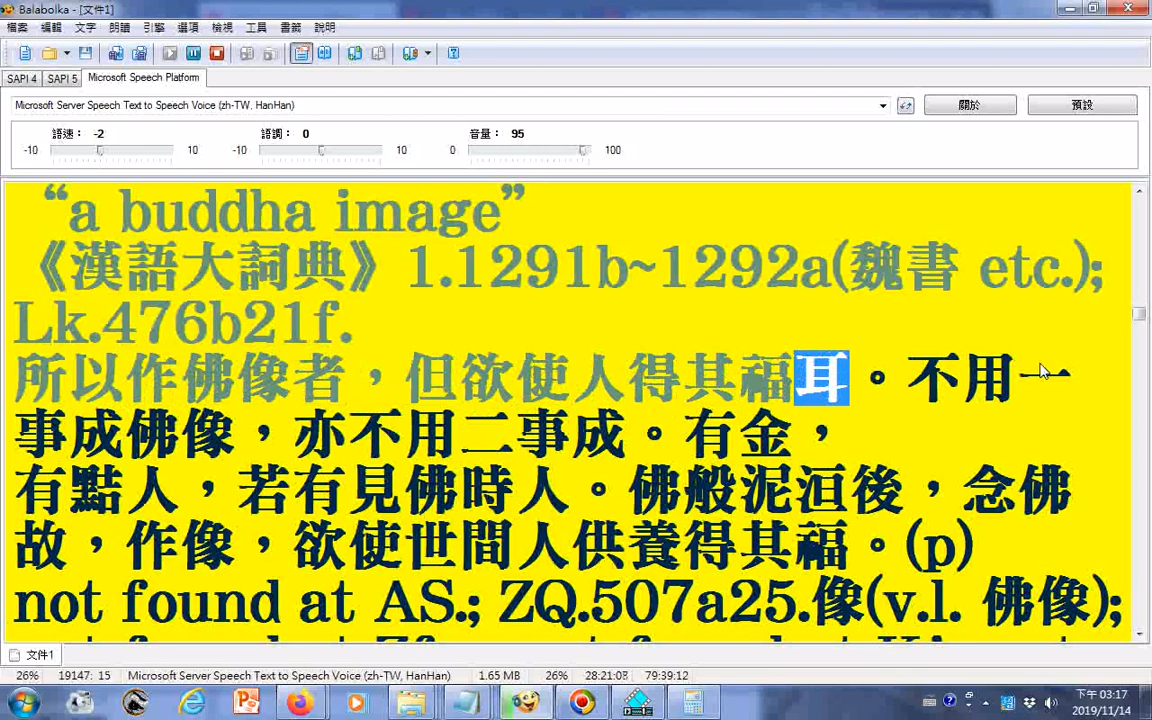 Balabolka - [文件1]
檔案 編輯 文字 朗讀 引擎 選項 檢視 工具 書籤 說明
SAPI 4 SAPI 5 Microsoft Speech Platform
Microsoft Server Speech Text to Speech Voice (zh-TW, HanHan) 關於 預設
語速： -2 語調： 0 音量： 95
-10 10 -10 10 0 100
“a buddha image”
《漢語大詞典》1.1291b~1292a(魏書 etc.);
Lk.476b21f.
所以作佛像者，但欲使人得其福耳。不用一
事成佛像，亦不用二事成。有金，
有點人，若有見佛時人。佛般泥洹後，念佛
故，作像，欲使世間人供養得其福。(p)
not found at AS.; ZQ.507a25.像(v.l. 佛像);
文件1
26% 19147: 15 Microsoft Server Speech Text to Speech Voice (zh-TW, HanHan) 1.65 MB 26% 28:21:08 79:39:12
下午 03:17
2019/11/14